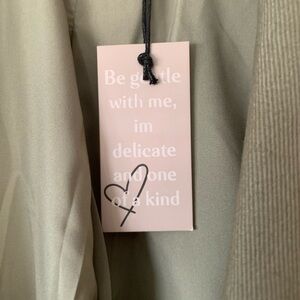 Be gentle
with me,
im
delicate
and one
of a kind